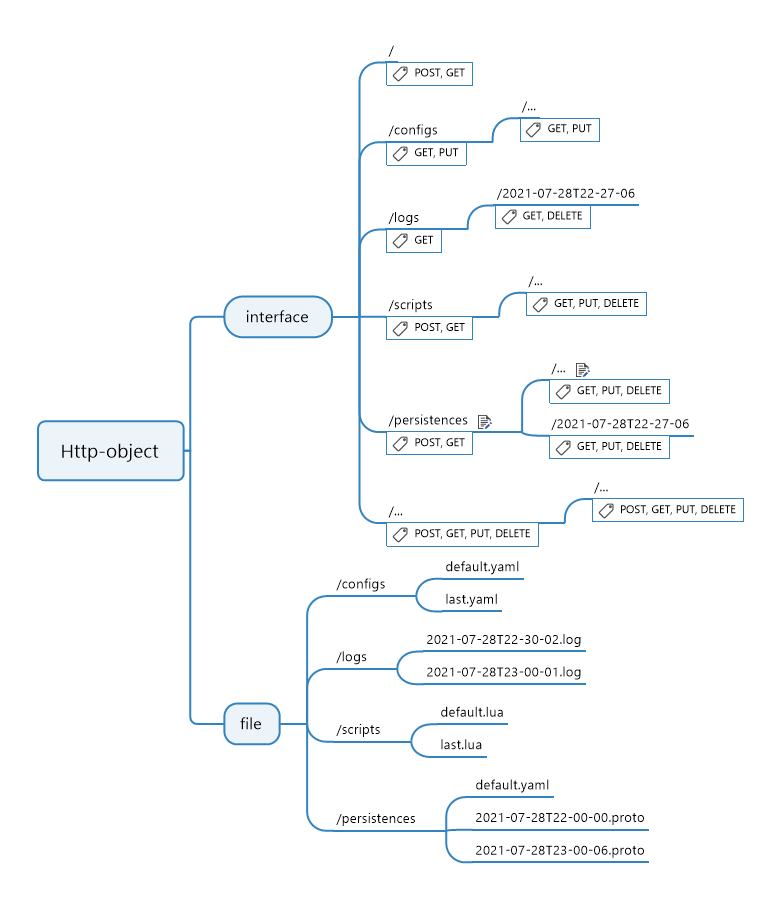 Http-object
interface
/
POST, GET
/configs
GET, PUT
/...
GET, PUT
/logs
GET
/2021-07-28T22-27-06
GET, DELETE
/scripts
POST, GET
/...
GET, PUT, DELETE
/persistences
POST, GET
/...
GET, PUT, DELETE
/2021-07-28T22-27-06
GET, PUT, DELETE
/...
POST, GET, PUT, DELETE
/...
POST, GET, PUT, DELETE
file
/configs
default.yaml
last.yaml
/logs
2021-07-28T22-30-02.log
2021-07-28T23-00-01.log
/scripts
default.lua
last.lua
/persistences
default.yaml
2021-07-28T22-00-00.proto
2021-07-28T23-00-06.proto